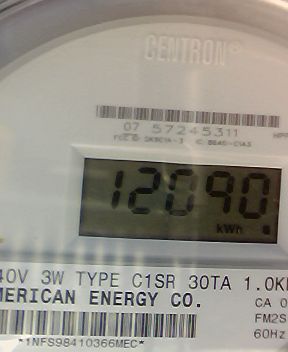 CENTRON®
07 57245311
12090
kWh
40V 3W TYPE C1SR 30TA 1.0K
MERICAN ENERGY CO.
CA 0
FM2S
60Hz
*1NFS98410366MEC*